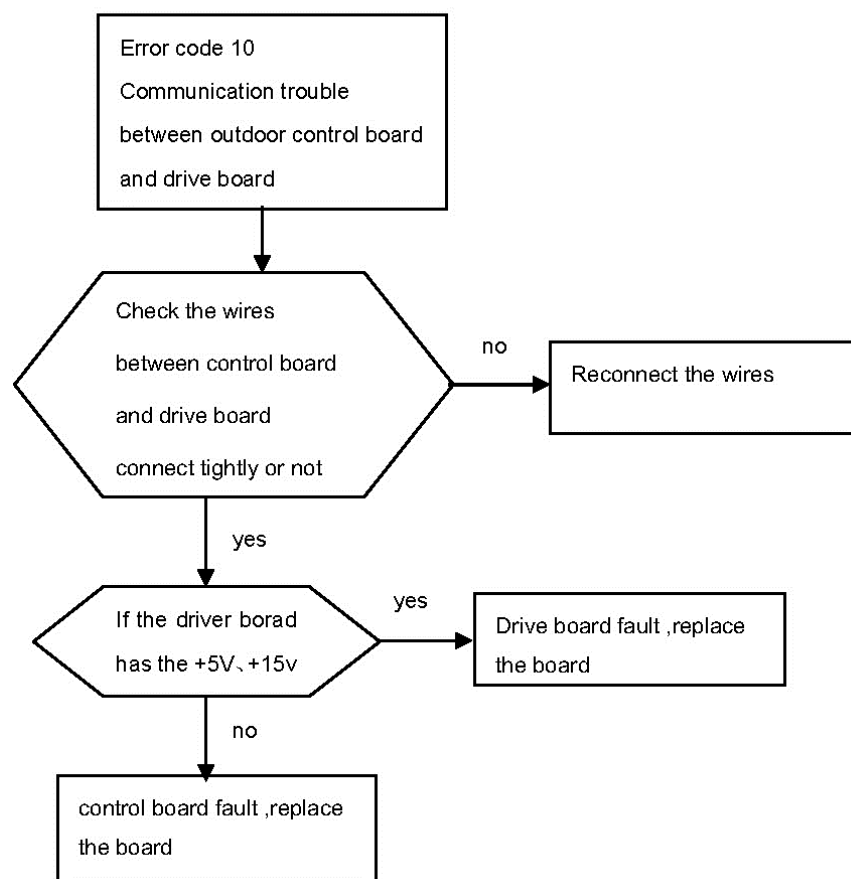 Error code 10
Communication trouble
between outdoor control board
and drive board
Check the wires
between control board
and drive board
connect tightly or not
no
Reconnect the wires
yes
If the driver borad
has the +5V、+15v
yes
Drive board fault ,replace
the board
no
control board fault ,replace
the board